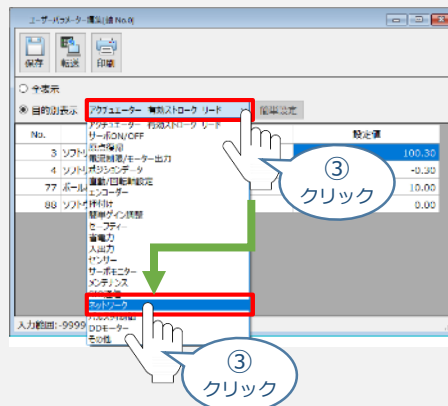 ユーザーパラメーター編集[軸 No.0]
保存 転送 印刷
全表示
目的別表示 アクチュエーター 有効ストローク リード 簡単設定
No. 設定値
3 ソフトリ 100.30
4 ソフトリ -0.30
77 ボール 10.00
88 ソフト 0.00
アクチュエーター 有効ストローク リード
サーボON/OFF
原点復帰
電流制限/モーター出力
ポジションデータ
直動/回転軸設定
エンコーダー
押付け
簡単ゲイン調整
セーフティー
省電力
入出力
センサー
サーボモニター
メンテナンス
ネットワーク
DDモーター
その他
入力範囲:-9999
③
クリック
③
クリック